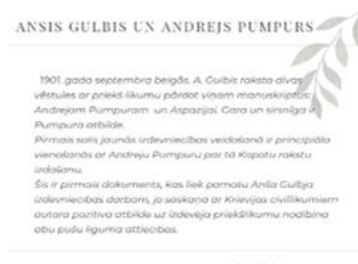 ANSIS GULBIS UN ANDREJS PUMPURS
1901. gada septembra beigās. A. Gulbis raksta divas
vēstules ar priekš likumu pārdot viņam manuskriptus:
Andrejam Pumpuram un Aspazijai. Gara un sirsnīga ir
Pumpura atbilde.
Pirmais solis jaunās izdevniecības veidošanā ir principiāla
vienošanās ar Andreju Pumpuru par tā Kopotu rakstu
izdošanu.
Šis ir pirmais dokuments, kas liek pamatu Anša Gulbja
izdevniecības darbam, jo saskaņā ar Krievijas civillikumiem
autora pozitīva atbilde uz izdevēja priekšlikumu nodibina
abu pušu līguma attiecības.